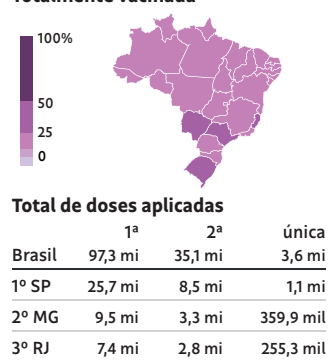 Totalmente vacinada
100%
50
25
0
Total de doses aplicadas
1ª 2ª única
Brasil 97,3 mi 35,1 mi 3,6 mi
1º SP 25,7 mi 8,5 mi 1,1 mi
2º MG 9,5 mi 3,3 mi 359,9 mil
3º RJ 7,4 mi 2,8 mi 255,3 mil